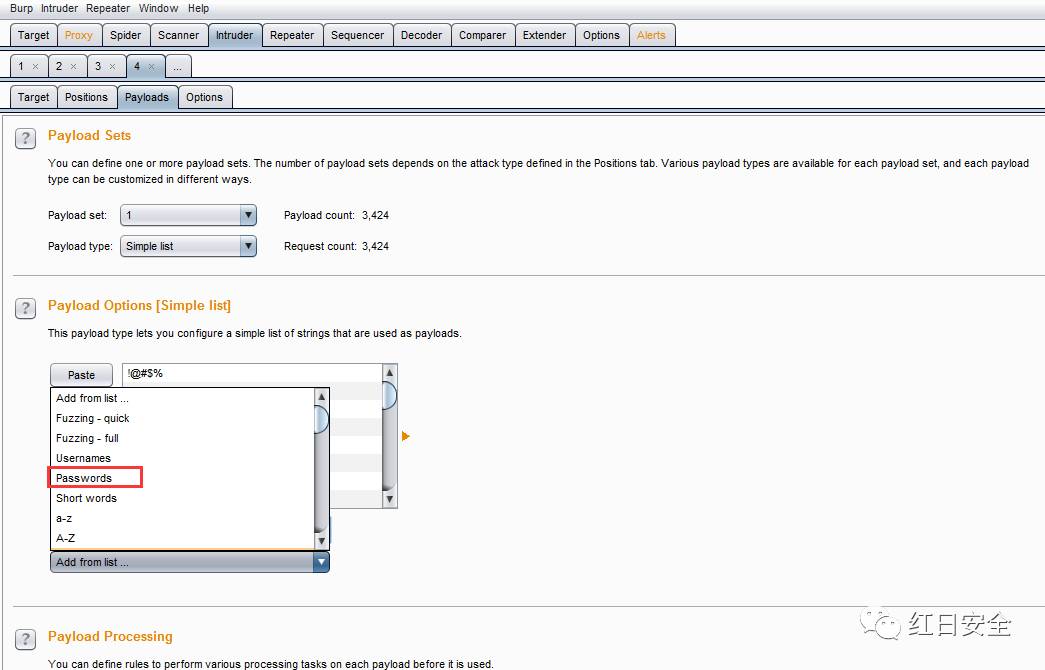 Burp Intruder Repeater Window Help
Target Proxy Spider Scanner Intruder Repeater Sequencer Decoder Comparer Extender Options Alerts
1 × 2 × 3 × 4 × ...
Target Positions Payloads Options
? Payload Sets
You can define one or more payload sets. The number of payload sets depends on the attack type defined in the Positions tab. Various payload types are available for each payload set, and each payload
type can be customized in different ways.
Payload set: 1 Payload count: 3,424
Payload type: Simple list Request count: 3,424
? Payload Options [Simple list]
This payload type lets you configure a simple list of strings that are used as payloads.
Paste !@#$%
Add from list ...
Fuzzing - quick
Fuzzing - full
Usernames
Passwords
Short words
a-z
A-Z
Add from list ...
红日安全
? Payload Processing
You can define rules to perform various processing tasks on each payload before it is used.